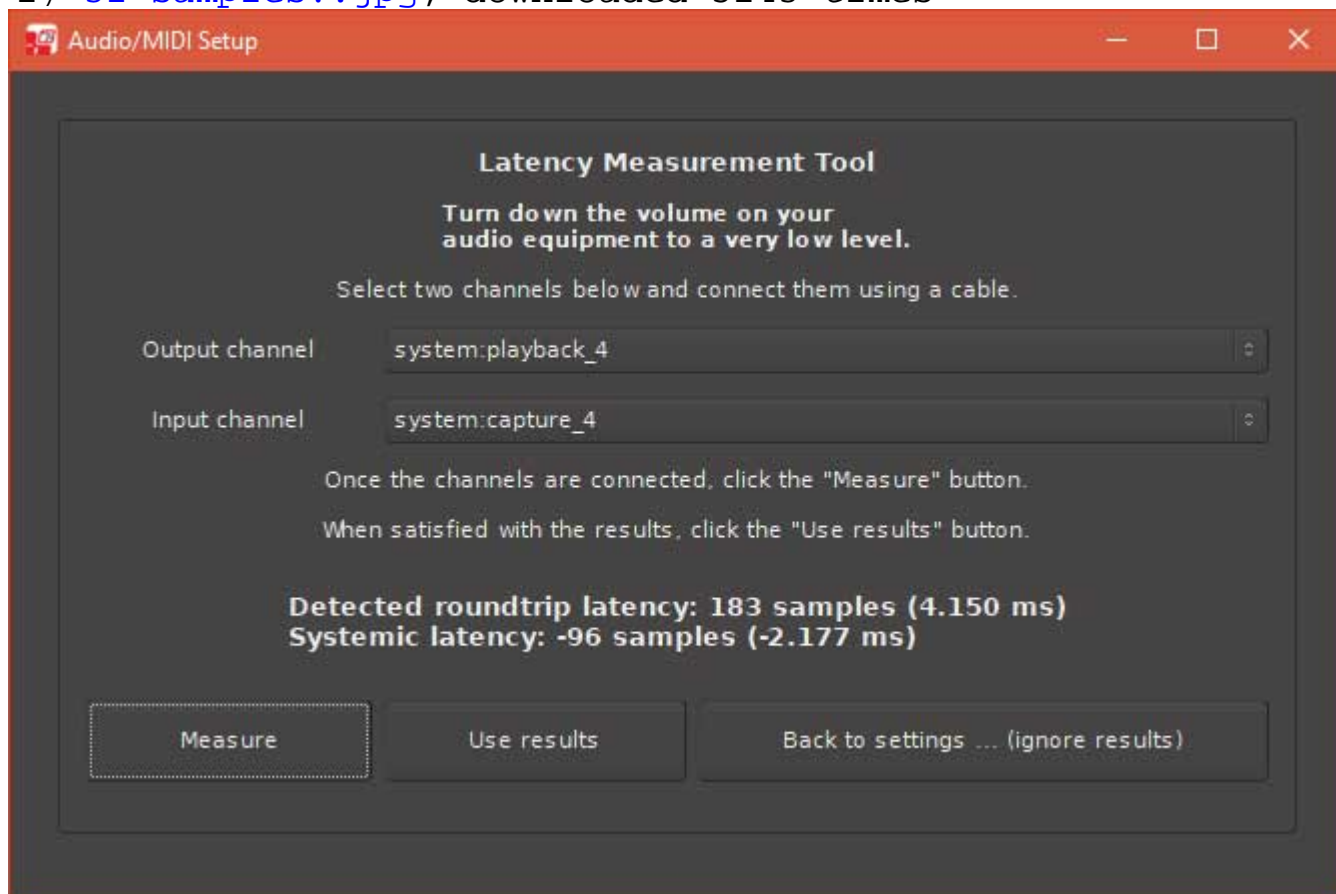 Audio/MIDI Setup
Latency Measurement Tool
Turn down the volume on your
audio equipment to a very low level.
Select two channels below and connect them using a cable.
Output channel system:playback_4
Input channel system:capture_4
Once the channels are connected, click the "Measure" button.
When satisfied with the results, click the "Use results" button.
Detected roundtrip latency: 183 samples (4.150 ms)
Systemic latency: -96 samples (-2.177 ms)
Measure Use results Back to settings ... (ignore results)